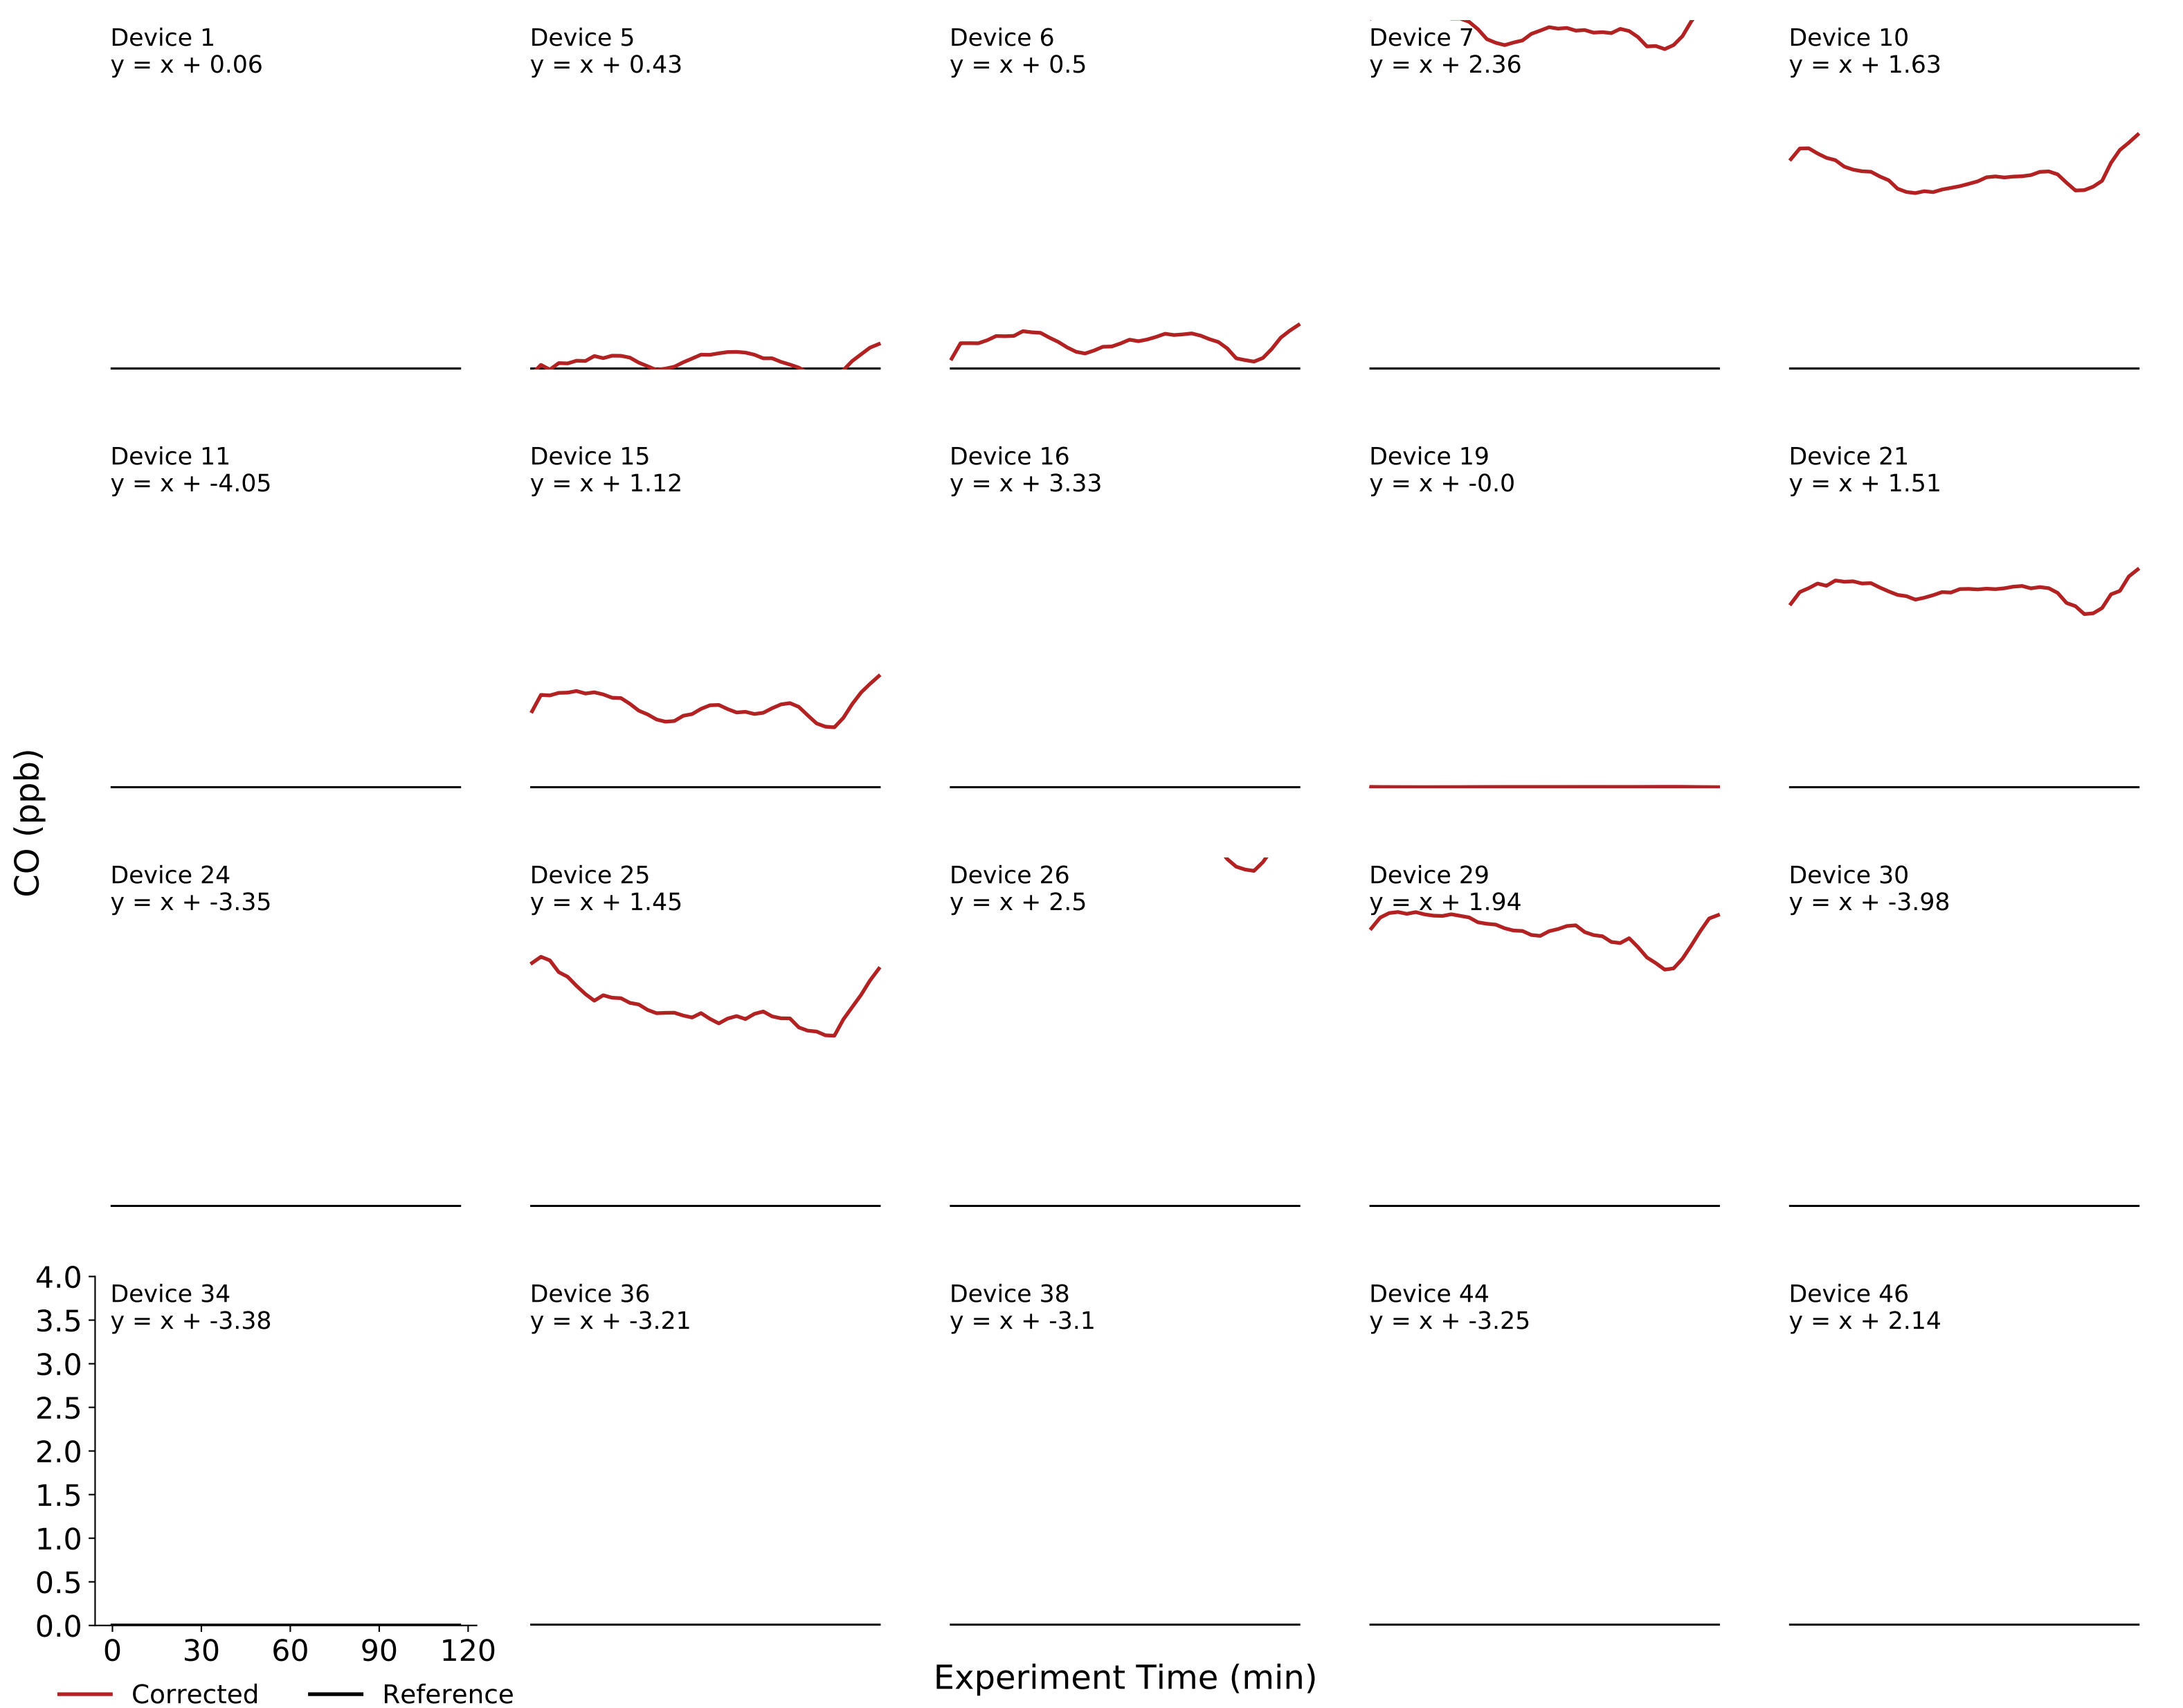 Device 1
y = x + 0.06
Device 5
y = x + 0.43
Device 6
y = x + 0.5
Device 7
y = x + 2.36
Device 10
y = x + 1.63
Device 11
y = x + -4.05
Device 15
y = x + 1.12
Device 16
y = x + 3.33
Device 19
y = x + -0.0
Device 21
y = x + 1.51
CO (ppb)
Device 24
y = x + -3.35
Device 25
y = x + 1.45
Device 26
y = x + 2.5
Device 29
y = x + 1.94
Device 30
y = x + -3.98
Device 34
y = x + -3.38
Device 36
y = x + -3.21
Device 38
y = x + -3.1
Device 44
y = x + -3.25
Device 46
y = x + 2.14
4.0
3.5
3.0
2.5
2.0
1.5
1.0
0.5
0.0
0 30 60 90 120
Experiment Time (min)
Corrected Reference